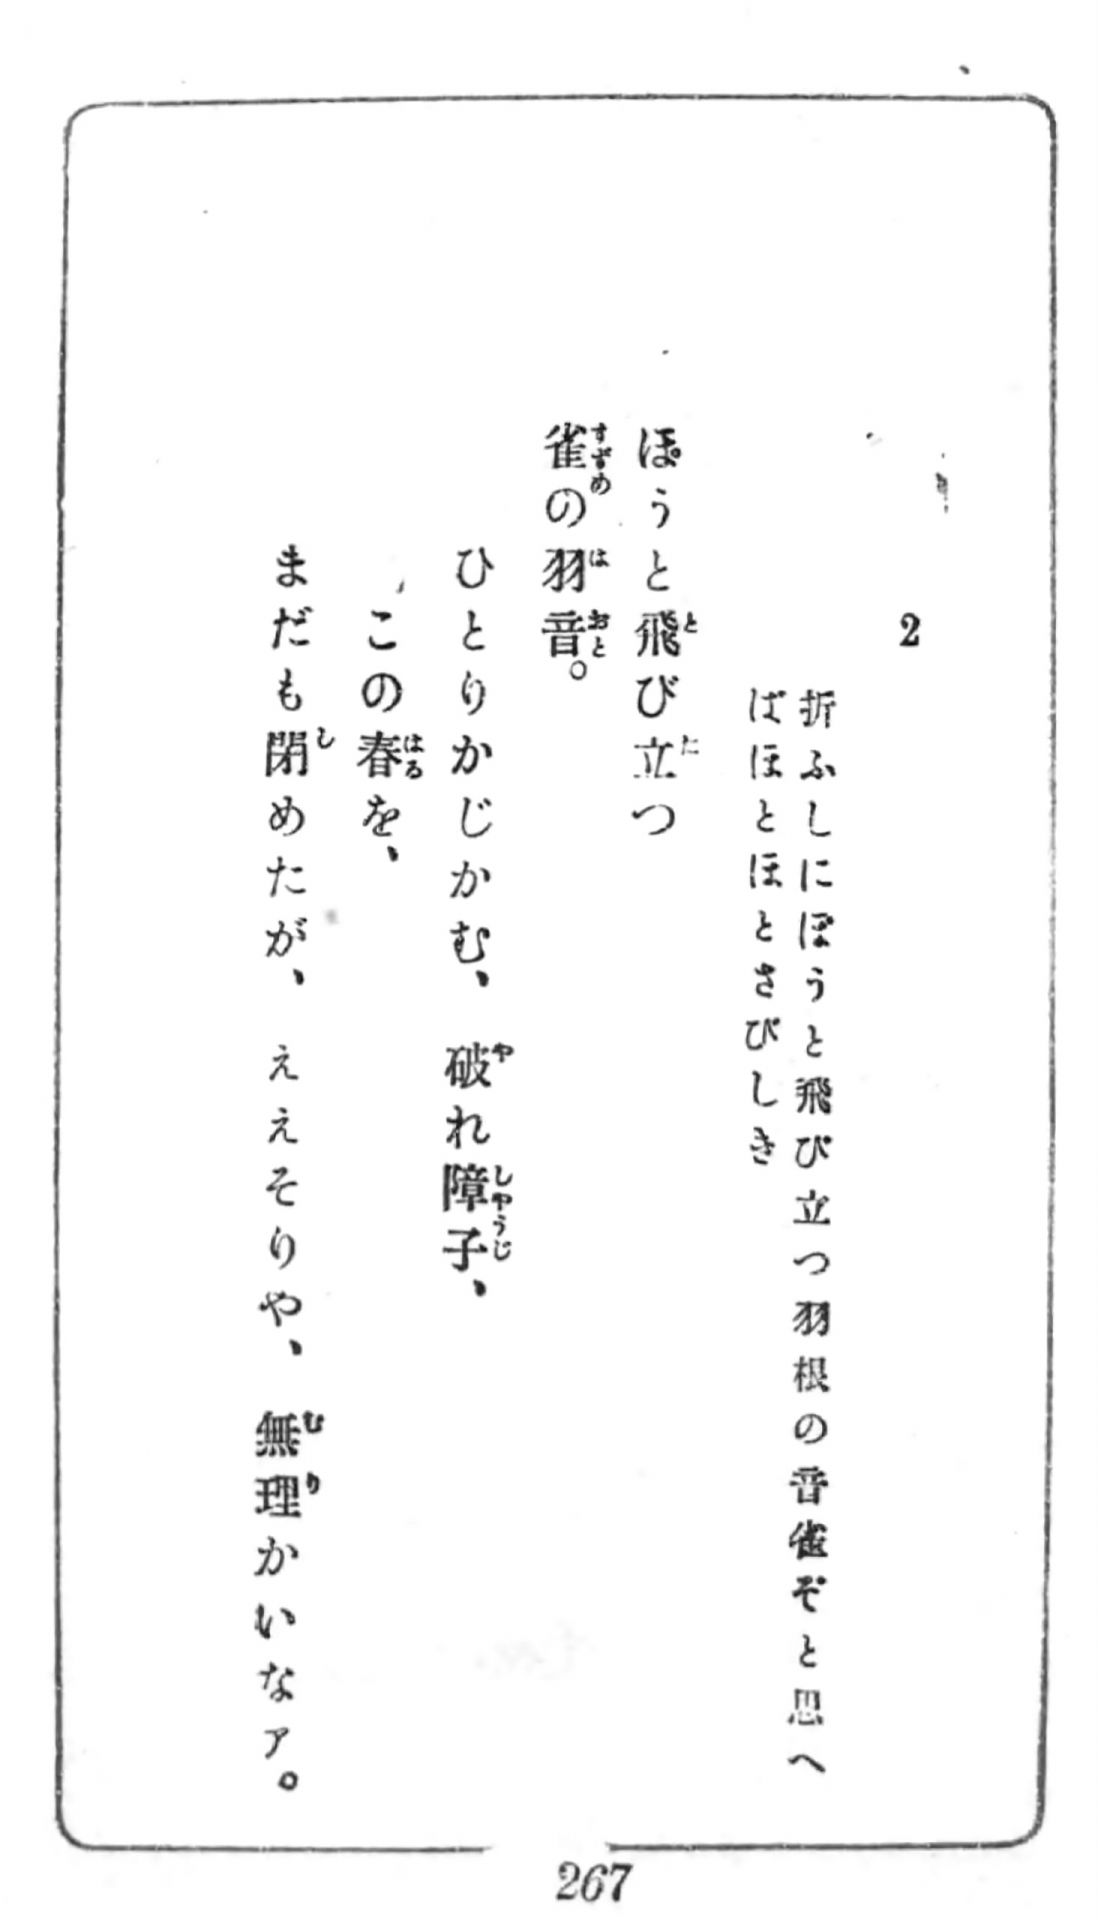 2
折ふしにぽうと飛び立つ羽根の音雀ぞと思へ
ばほとほとさびしき
ぽうと飛び立つ
雀の羽音。
ひとりかじかむ、破れ障子、
この春を、
まだも閉めたが、ええそりや、無理かいなァ。
267